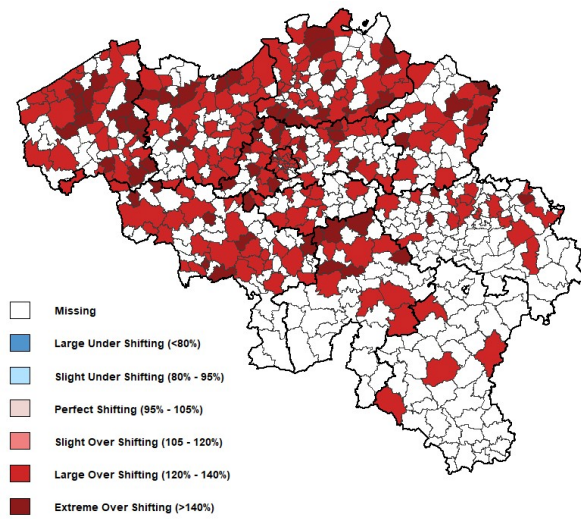 Missing
Large Under Shifting (<80%)
Slight Under Shifting (80% - 95%)
Perfect Shifting (95% - 105%)
Slight Over Shifting (105 - 120%)
Large Over Shifting (120% - 140%)
Extreme Over Shifting (>140%)